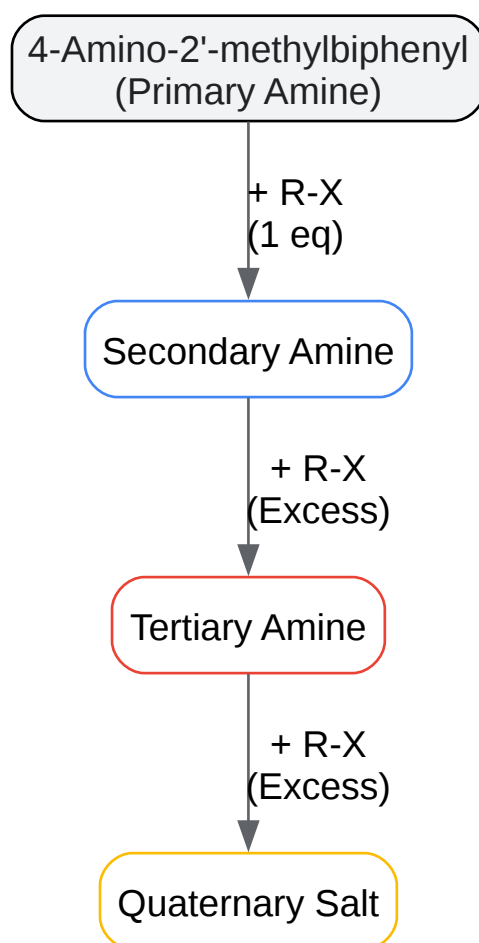 4-Amino-2'-methylbiphenyl
(Primary Amine)
+ R-X
(1 eq)
Secondary Amine
+ R-X
(Excess)
Tertiary Amine
+ R-X
(Excess)
Quaternary Salt